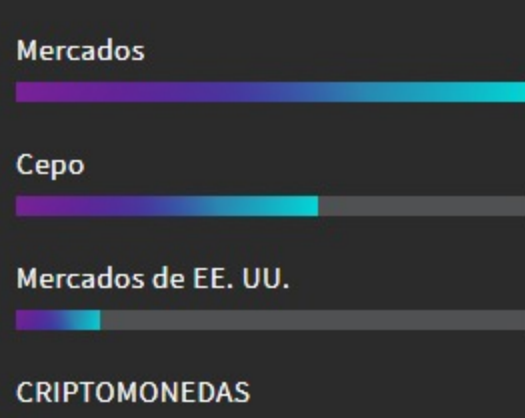 Mercados
Cepo
Mercados de EE. UU.
CRIPTOMONEDAS